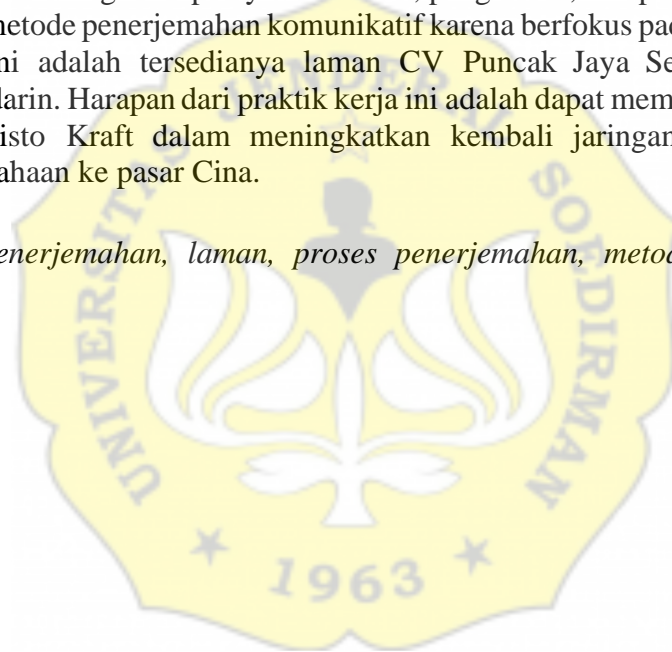 metode penerjemahan komunikatif karena berfokus pad
ni adalah tersedianya laman CV Puncak Jaya Se
darin. Harapan dari praktik kerja ini adalah dapat mem
isto Kraft dalam meningkatkan kembali jaringan
ahaan ke pasar Cina.
enerjemahan, laman, proses penerjemahan, metod
UNIVERSITAS JENDERAL SOEDIRMAN
1963